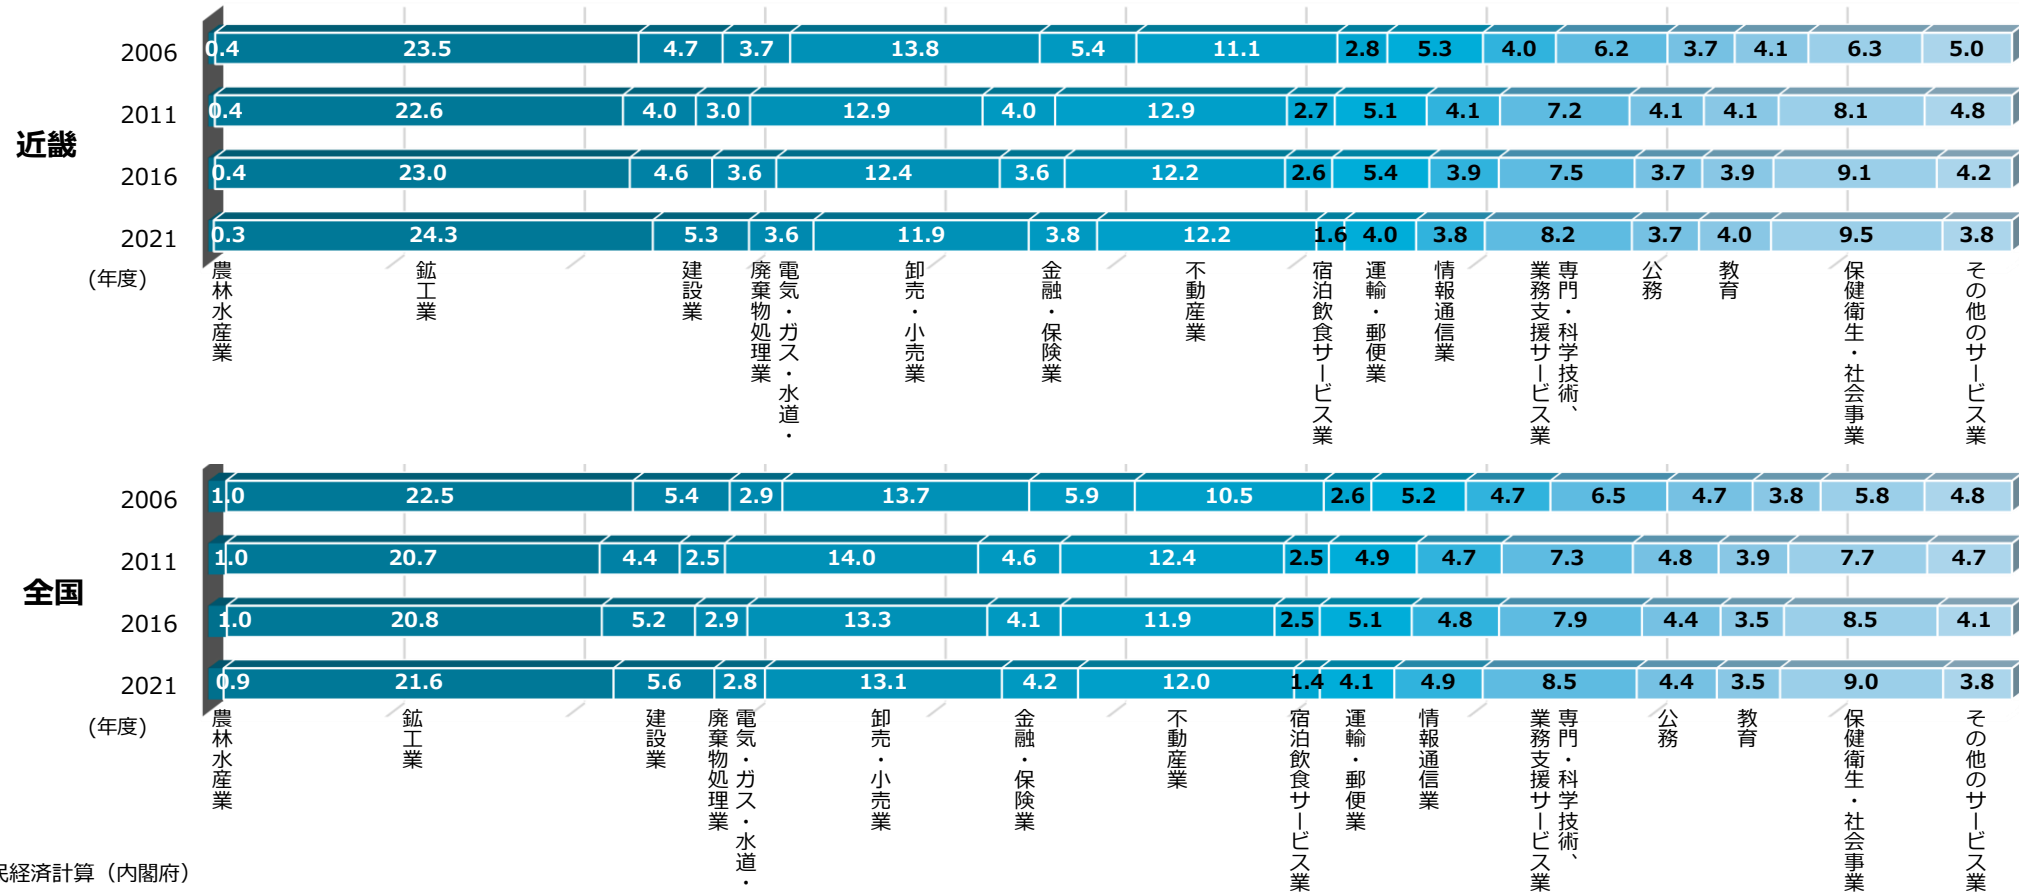 近畿
2006 0.4 23.5 4.7 3.7 13.8 5.4 11.1 2.8 5.3 4.0 6.2 3.7 4.1 6.3 5.0
2011 0.4 22.6 4.0 3.0 12.9 4.0 12.9 2.7 5.1 4.1 7.2 4.1 4.1 8.1 4.8
2016 0.4 23.0 4.6 3.6 12.4 3.6 12.2 2.6 5.4 3.9 7.5 3.7 3.9 9.1 4.2
2021 0.3 24.3 5.3 3.6 11.9 3.8 12.2 1.6 4.0 3.8 8.2 3.7 4.0 9.5 3.8
(年度)
農林水産業
鉱工業
建設業
電気・ガス・水道・
廃棄物処理業
卸売・小売業
金融・保険業
不動産業
宿泊飲食サービス業
運輸・郵便業
情報通信業
専門・科学技術、
業務支援サービス業
公務
教育
保健衛生・社会事業
その他のサービス業
全国
2006 1.0 22.5 5.4 2.9 13.7 5.9 10.5 2.6 5.2 4.7 6.5 4.7 3.8 5.8 4.8
2011 1.0 20.7 4.4 2.5 14.0 4.6 12.4 2.5 4.9 4.7 7.3 4.8 3.9 7.7 4.7
2016 1.0 20.8 5.2 2.9 13.3 4.1 11.9 2.5 5.1 4.8 7.9 4.4 3.5 8.5 4.1
2021 0.9 21.6 5.6 2.8 13.1 4.2 12.0 1.4 4.1 4.9 8.5 4.4 3.5 9.0 3.8
(年度)
農林水産業
鉱工業
建設業
電気・ガス・水道・
廃棄物処理業
卸売・小売業
金融・保険業
不動産業
宿泊飲食サービス業
運輸・郵便業
情報通信業
専門・科学技術、
業務支援サービス業
公務
教育
保健衛生・社会事業
その他のサービス業
民経済計算（内閣府）